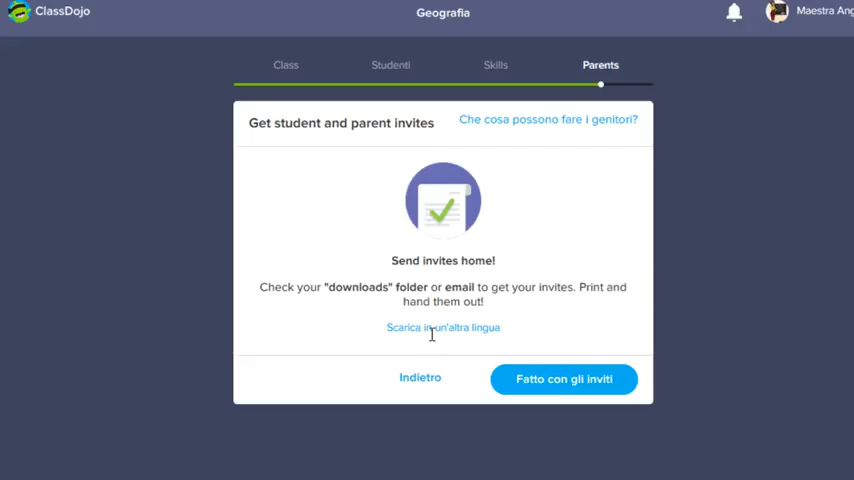 ClassDojo
Geografia
Maestra Ang
Class
Studenti
Skills
Parents
Get student and parent invites
Che cosa possono fare i genitori?
Send invites home!
Check your "downloads" folder or email to get your invites. Print and
hand them out!
Scarica in un'altra lingua
Indietro
Fatto con gli inviti